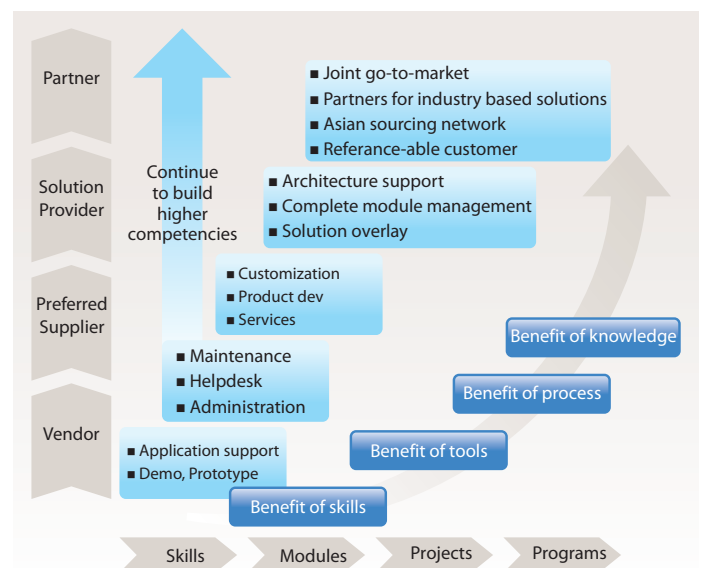 Partner
■ Joint go-to-market
■ Partners for industry based solutions
■ Asian sourcing network
■ Referance-able customer
Continue
to build
higher
competencies
Solution
Provider
■ Architecture support
■ Complete module management
■ Solution overlay
Preferred
Supplier
■ Customization
■ Product dev
■ Services
Benefit of knowledge
■ Maintenance
■ Helpdesk
■ Administration
Benefit of process
Vendor
■ Application support
■ Demo, Prototype
Benefit of tools
Benefit of skills
Skills
Modules
Projects
Programs